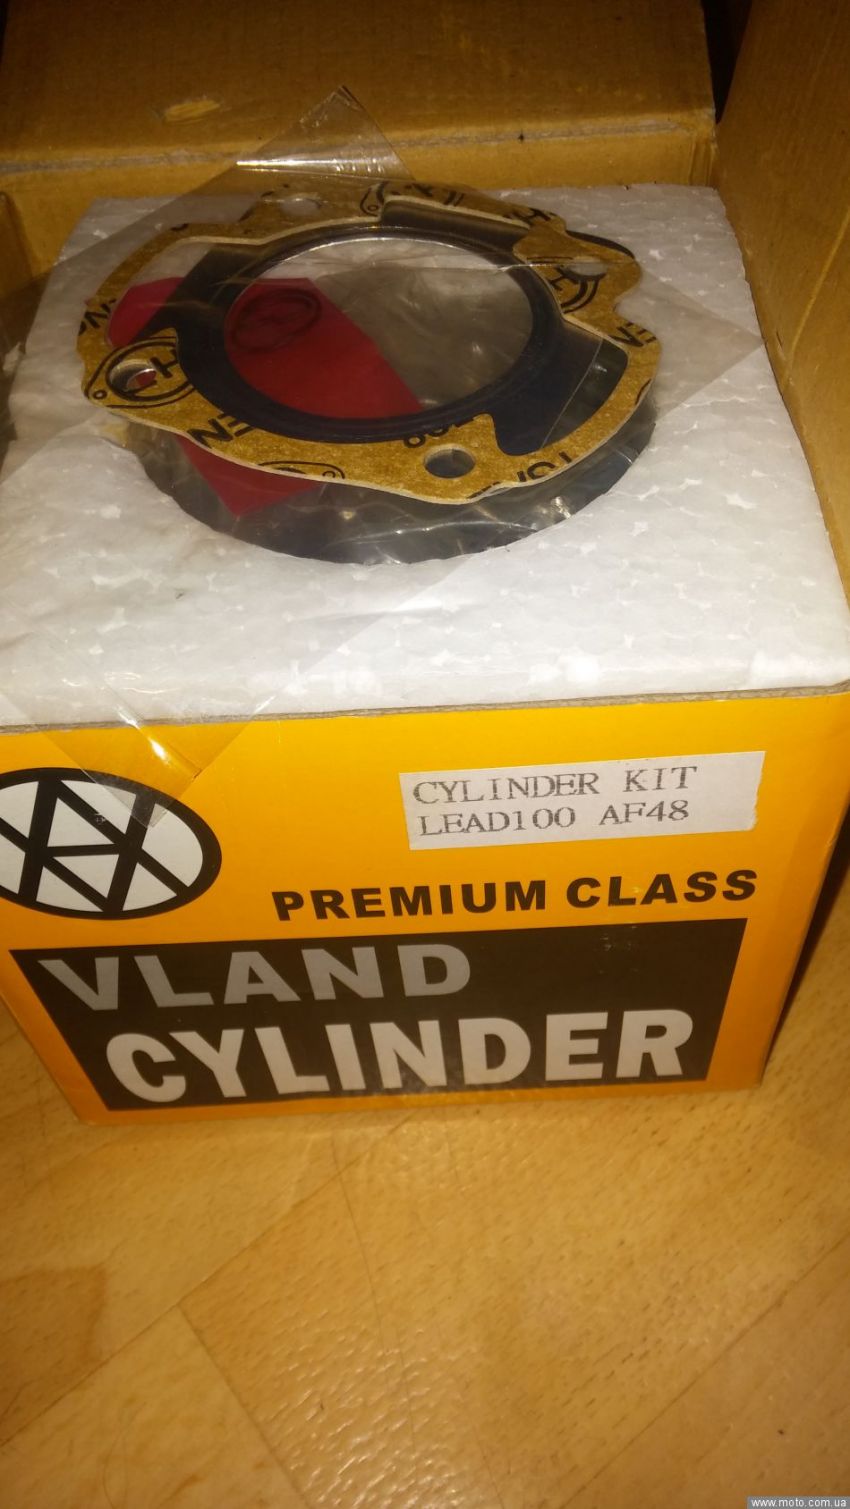 CYLINDER KIT
LEAD100 AF48
PREMIUM CLASS
VLAND
CYLINDER
www.moto.com.ua